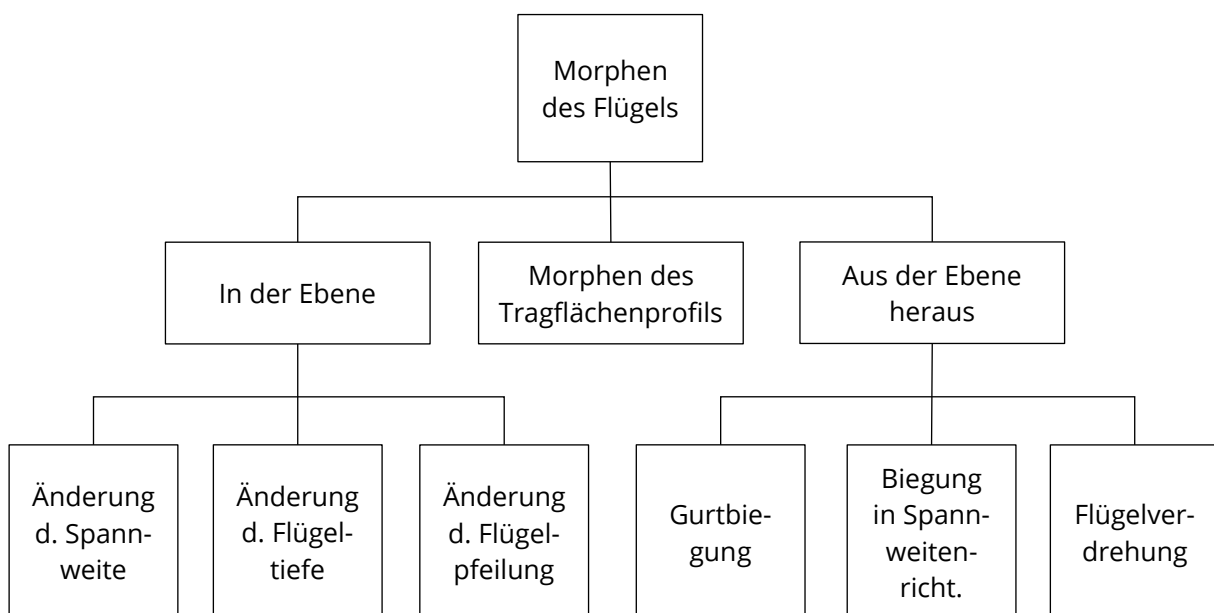 Morphen
des Flügels
In der Ebene
Morphen des
Tragflächenprofils
Aus der Ebene
heraus
Änderung
d. Spann-
weite
Änderung
d. Flügel-
tiefe
Änderung
d. Flügel-
pfeilung
Gurtbie-
gung
Biegung
in Spann-
weiten-
richt.
Flügelver-
drehung